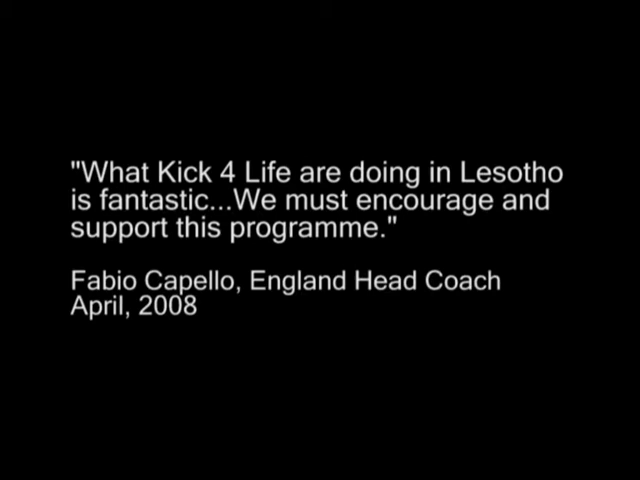 "What Kick 4 Life are doing in Lesotho
is fantastic...We must encourage and
support this programme."
Fabio Capello, England Head Coach
April, 2008